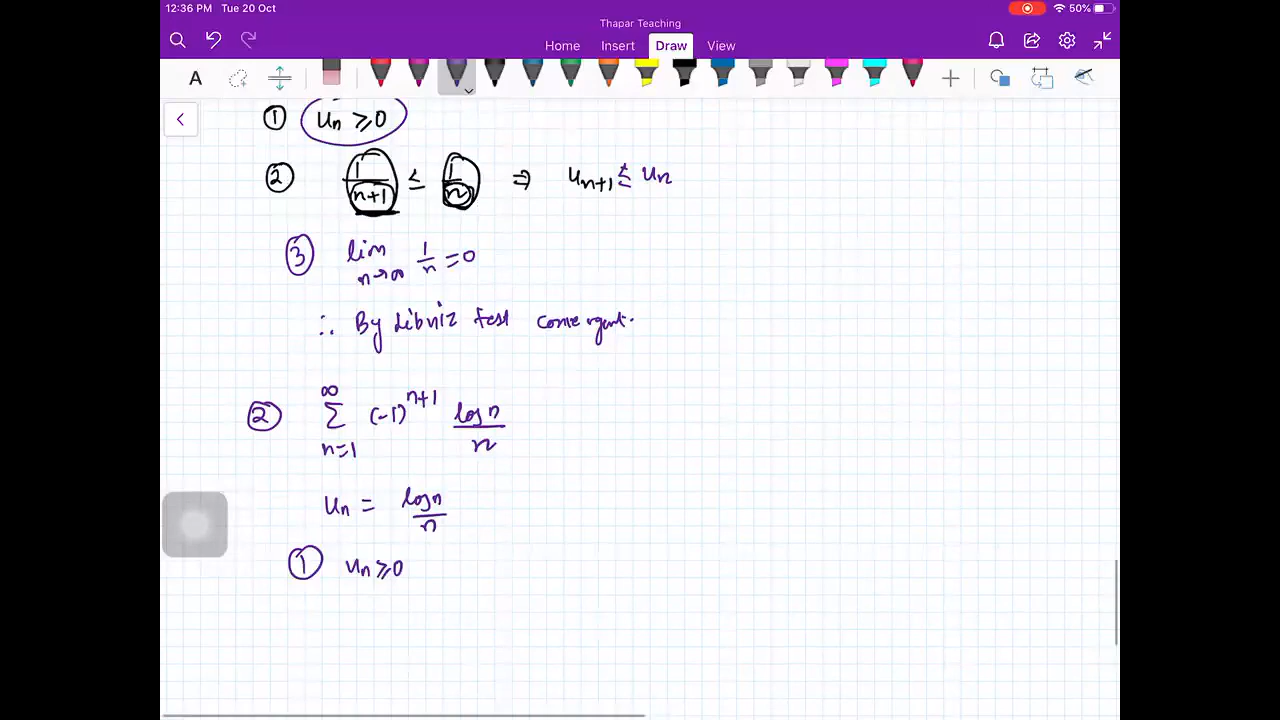 12:36 PM Tue 20 Oct
50%
Thapar Teaching
Home Insert Draw View
A
① un ≥ 0
② 1/(n+1) ≤ 1/n ⇒ un+1 ≤ un
③ lim n→∞ 1/n = 0
∴ By Libniz test convergent.
② ∞ Σ n=1 (-1)^(n+1) log n / n
un = log n / n
① un ≥ 0